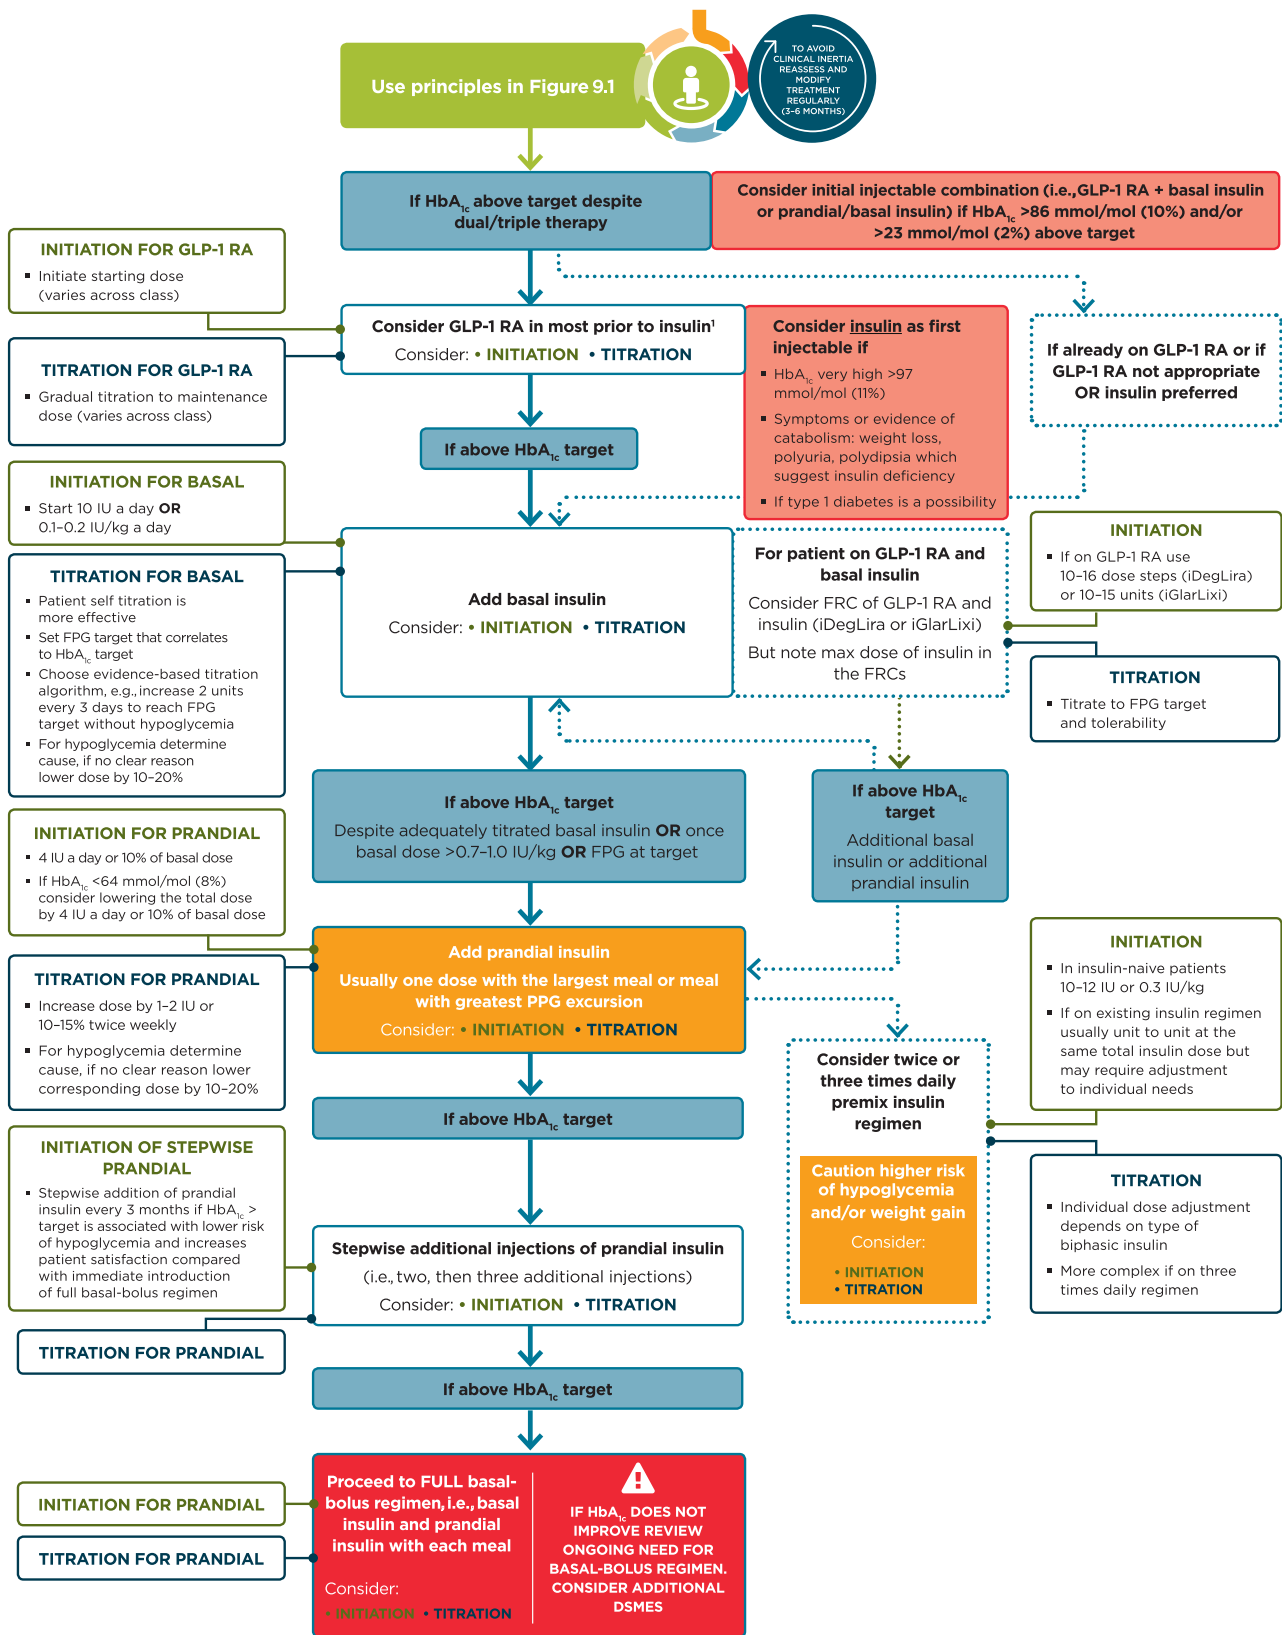 Use principles in Figure 9.1
TO AVOID
CLINICAL INERTIA
REASSESS AND
MODIFY
TREATMENT
REGULARLY
(3–6 MONTHS)
If HbA1c above target despite
dual/triple therapy
Consider initial injectable combination (i.e., GLP-1 RA + basal insulin
or prandial/basal insulin) if HbA1c >86 mmol/mol (10%) and/or
>23 mmol/mol (2%) above target
INITIATION FOR GLP-1 RA
▪ Initiate starting dose
(varies across class)
TITRATION FOR GLP-1 RA
▪ Gradual titration to maintenance
dose (varies across class)
Consider GLP-1 RA in most prior to insulin¹
Consider: • INITIATION • TITRATION
Consider insulin as first
injectable if
▪ HbA1c very high >97
mmol/mol (11%)
▪ Symptoms or evidence of
catabolism: weight loss,
polyuria, polydipsia which
suggest insulin deficiency
▪ If type 1 diabetes is a possibility
If already on GLP-1 RA or if
GLP-1 RA not appropriate
OR insulin preferred
If above HbA1c target
INITIATION FOR BASAL
▪ Start 10 IU a day OR
0.1–0.2 IU/kg a day
TITRATION FOR BASAL
▪ Patient self titration is
more effective
▪ Set FPG target that correlates
to HbA1c target
▪ Choose evidence-based titration
algorithm, e.g., increase 2 units
every 3 days to reach FPG
target without hypoglycemia
▪ For hypoglycemia determine
cause, if no clear reason
lower dose by 10–20%
Add basal insulin
Consider: • INITIATION • TITRATION
For patient on GLP-1 RA and
basal insulin
Consider FRC of GLP-1 RA and
insulin (iDegLira or iGlarLixi)
But note max dose of insulin in
the FRCs
INITIATION
▪ If on GLP-1 RA use
10–16 dose steps (iDegLira)
or 10–15 units (iGlarLixi)
TITRATION
▪ Titrate to FPG target
and tolerability
If above HbA1c target
Despite adequately titrated basal insulin OR once
basal dose >0.7–1.0 IU/kg OR FPG at target
If above HbA1c
target
Additional basal
insulin or additional
prandial insulin
INITIATION FOR PRANDIAL
▪ 4 IU a day or 10% of basal dose
▪ If HbA1c <64 mmol/mol (8%)
consider lowering the total dose
by 4 IU a day or 10% of basal dose
TITRATION FOR PRANDIAL
▪ Increase dose by 1–2 IU or
10–15% twice weekly
▪ For hypoglycemia determine
cause, if no clear reason lower
corresponding dose by 10–20%
Add prandial insulin
Usually one dose with the largest meal or meal
with greatest PPG excursion
Consider: • INITIATION • TITRATION
Consider twice or
three times daily
premix insulin
regimen
Caution higher risk
of hypoglycemia
and/or weight gain
Consider:
• INITIATION
• TITRATION
INITIATION
▪ In insulin-naive patients
10–12 IU or 0.3 IU/kg
▪ If on existing insulin regimen
usually unit to unit at the
same total insulin dose but
may require adjustment
to individual needs
TITRATION
▪ Individual dose adjustment
depends on type of
biphasic insulin
▪ More complex if on three
times daily regimen
If above HbA1c target
INITIATION OF STEPWISE
PRANDIAL
▪ Stepwise addition of prandial
insulin every 3 months if HbA1c >
target is associated with lower risk
of hypoglycemia and increases
patient satisfaction compared
with immediate introduction
of full basal-bolus regimen
TITRATION FOR PRANDIAL
Stepwise additional injections of prandial insulin
(i.e., two, then three additional injections)
Consider: • INITIATION • TITRATION
If above HbA1c target
INITIATION FOR PRANDIAL
TITRATION FOR PRANDIAL
Proceed to FULL basal-
bolus regimen, i.e., basal
insulin and prandial
insulin with each meal
Consider:
• INITIATION • TITRATION
IF HbA1c DOES NOT
IMPROVE REVIEW
ONGOING NEED FOR
BASAL-BOLUS REGIMEN.
CONSIDER ADDITIONAL
DSMES